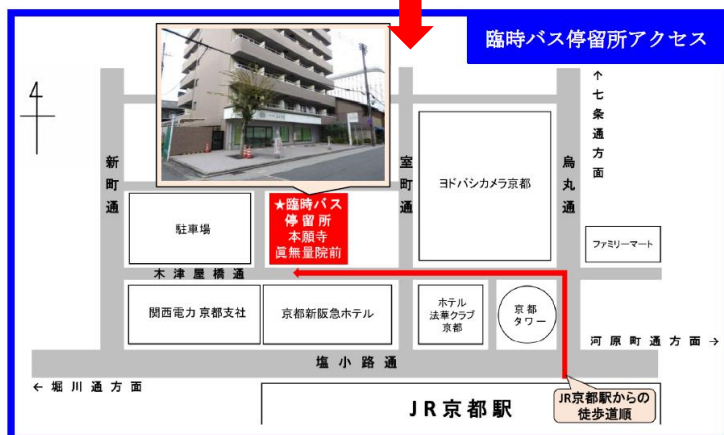 臨時バス停留所アクセス
4
↑七条通方面
新町通
室町通
烏丸通
ヨドバシカメラ京都
★臨時バス
停留所
本願寺
眞無量院前
駐車場
ファミリーマート
木津屋橋通
関西電力 京都支社
京都新阪急ホテル
ホテル
法華クラブ
京都
京都
タワー
河原町通方面→
塩小路通
←堀川通方面
JR京都駅
JR京都駅からの
徒歩道順